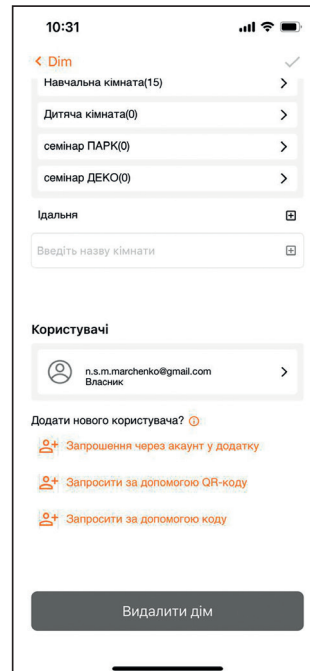 10:31
Dim
Навчальна кімната(15)
Дитяча кімната(0)
семінар ПАРК(0)
семінар ДЕКО(0)
Ідальня
Введіть назву кімнати
Користувачі
n.s.m.marchenko@gmail.com
Власник
Додати нового користувача?
Запрошення через акаунт у додатку
Запросити за допомогою QR-коду
Запросити за допомогою коду
Видалити дім